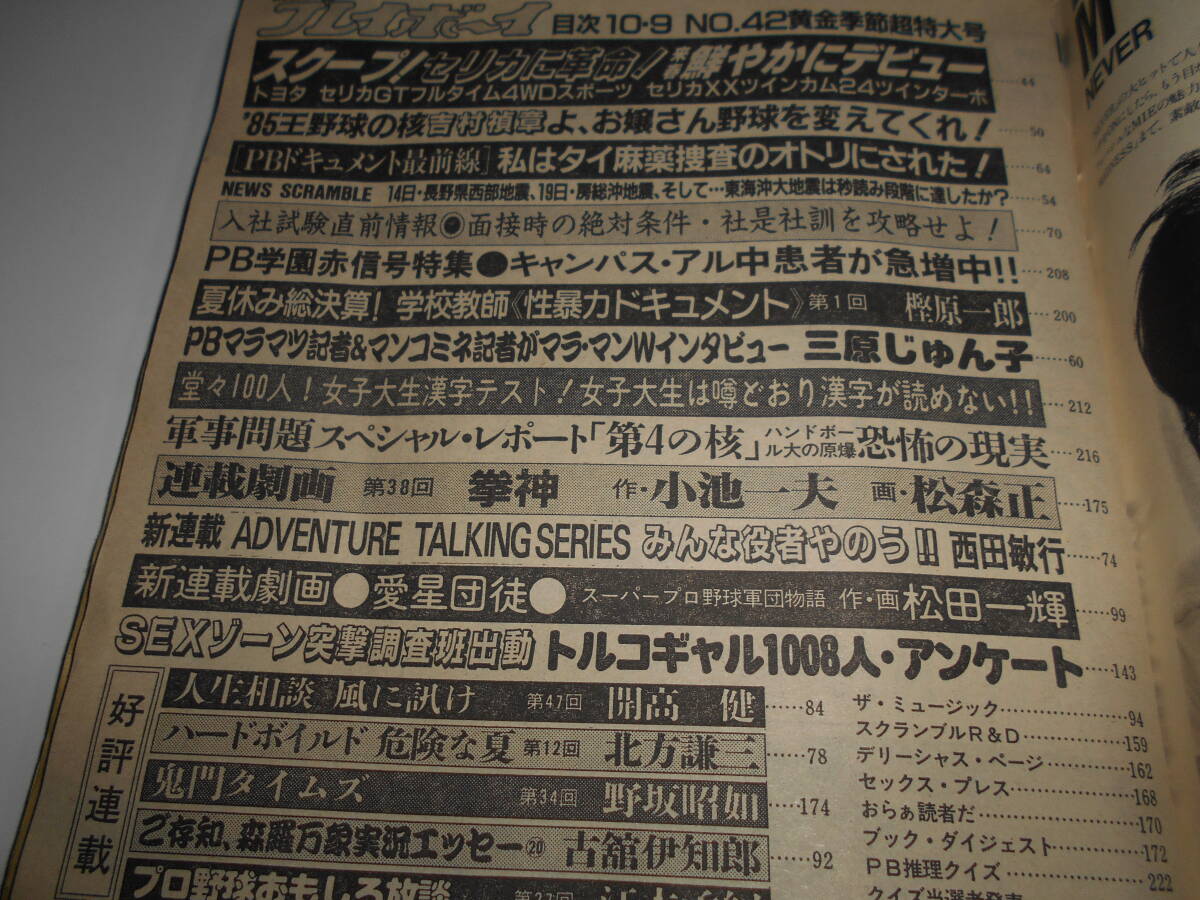 プレイボーイ 目次10・9 NO.42黄金季節超特大号
スクープ!セリカに革命!来春鮮やかにデビュー
トヨタ セリカGTフルタイム4WDスポーツ セリカXXツインカム24ツインターボ 44
'85王野球の核吉村禎章よ、お嬢さん野球を変えてくれ!……50
[PBドキュメント最前線]私はタイ麻薬捜査のオトリにされた!……64
NEWS SCRAMBLE 14日・長野県西部地震、19日・房総沖地震、そして…東海沖大地震は秒読み段階に達したか?……54
入社試験直前情報◉面接時の絶対条件・社是社訓を攻略せよ!……70
PB学園赤信号特集●キャンパス・アル中患者が急増中!!……208
夏休み総決算! 学校教師《性暴力ドキュメント》第1回 樫原一郎……200
PBマラマツ記者&マンコミネ記者がマラ・マンWインタビュー 三原じゅん子……60
堂々100人!女子大生漢字テスト!女子大生は噂どおり漢字が読めない!!……212
軍事問題スペシャル・レポート「第4の核」ハンドボール大の原爆恐怖の現実……216
連載劇画 第38回 拳神 作・小池一夫 画・松森正……175
新連載 ADVENTURE TALKING SERIES みんな役者やのう!! 西田敏行……74
新連載劇画●愛星団徒●スーパープロ野球軍団物語 作・画 松田一輝……99
SEXゾーン突撃調査班出動 トルコギャル1008人・アンケート……143
好評連載
人生相談 風に訊け 第47回 開高 健……84
ハードボイルド 危険な夏 第12回 北方謙三……78
鬼門タイムズ 第34回 野坂昭如……174
ご存知、森羅万象実況エッセー⑳ 古舘伊知郎……92
プロ野球おもしろ放談 第27回
ザ・ミュージック……94
スクランブルR&D……159
デリーシャス・ページ……162
セックス・プレス……168
おらぁ読者だ……170
ブック・ダイジェスト……172
PB推理クイズ……222
クイズ当選者発表
M
NEVER